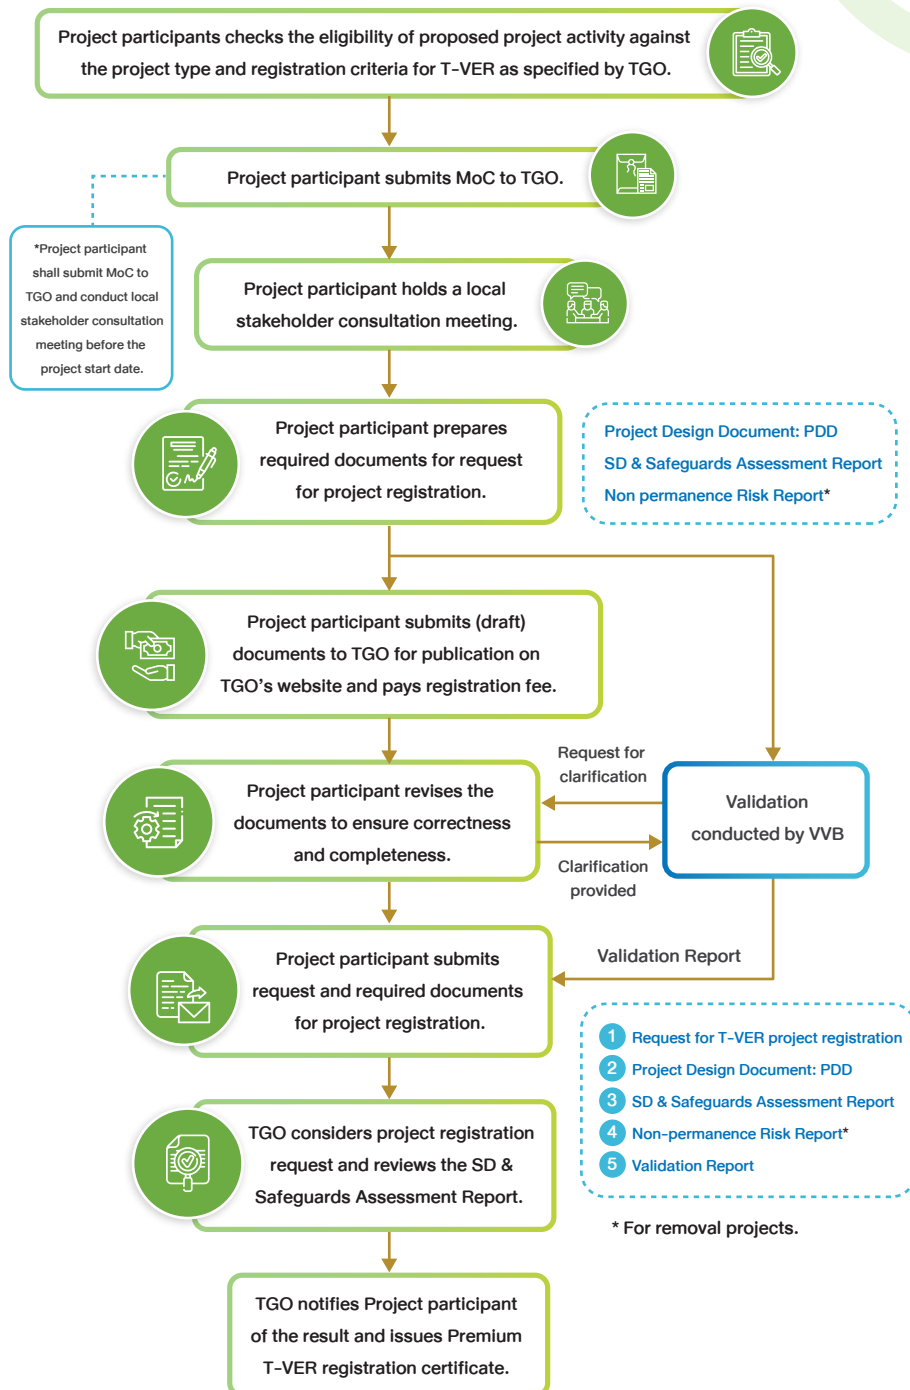 Project participants checks the eligibility of proposed project activity against
the project type and registration criteria for T-VER as specified by TGO.
Project participant submits MoC to TGO.
*Project participant
shall submit MoC to
TGO and conduct local
stakeholder consultation
meeting before the
project start date.
Project participant holds a local
stakeholder consultation meeting.
Project participant prepares
required documents for request
for project registration.
Project Design Document: PDD
SD & Safeguards Assessment Report
Non permanence Risk Report*
Project participant submits (draft)
documents to TGO for publication on
TGO's website and pays registration fee.
Project participant revises the
documents to ensure correctness
and completeness.
Request for
clarification
Clarification
provided
Validation
conducted by VVB
Validation Report
Project participant submits
request and required documents
for project registration.
1 Request for T-VER project registration
2 Project Design Document: PDD
3 SD & Safeguards Assessment Report
4 Non-permanence Risk Report*
5 Validation Report
* For removal projects.
TGO considers project registration
request and reviews the SD &
Safeguards Assessment Report.
TGO notifies Project participant
of the result and issues Premium
T-VER registration certificate.